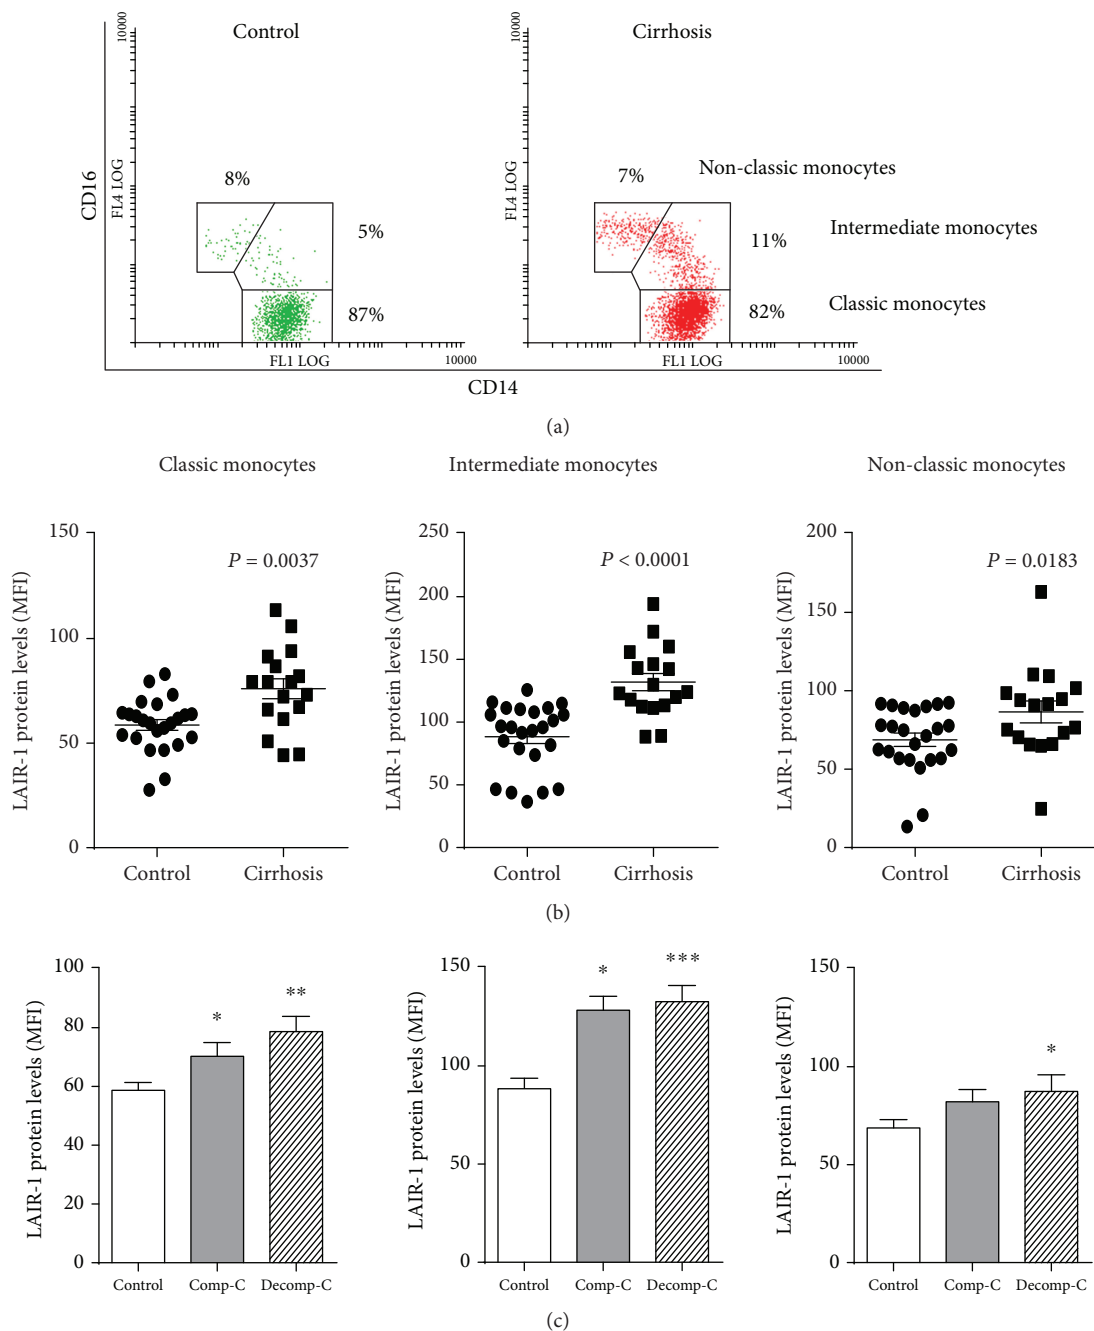 Control
Cirrhosis
10000
10000
CD16
FL4 LOG
FL4 LOG
8%
7%
Non-classic monocytes
5%
11%
Intermediate monocytes
87%
82%
Classic monocytes
FL1 LOG
10000
FL1 LOG
10000
CD14
(a)
Classic monocytes
Intermediate monocytes
Non-classic monocytes
LAIR-1 protein levels (MFI)
150
100
50
0
P = 0.0037
Control
Cirrhosis
LAIR-1 protein levels (MFI)
250
200
150
100
50
0
P < 0.0001
Control
Cirrhosis
LAIR-1 protein levels (MFI)
200
150
100
50
0
P = 0.0183
Control
Cirrhosis
(b)
LAIR-1 protein levels (MFI)
100
80
60
40
20
0
*
**
Control
Comp-C
Decomp-C
LAIR-1 protein levels (MFI)
150
100
50
0
*
***
Control
Comp-C
Decomp-C
LAIR-1 protein levels (MFI)
150
100
50
0
*
Control
Comp-C
Decomp-C
(c)